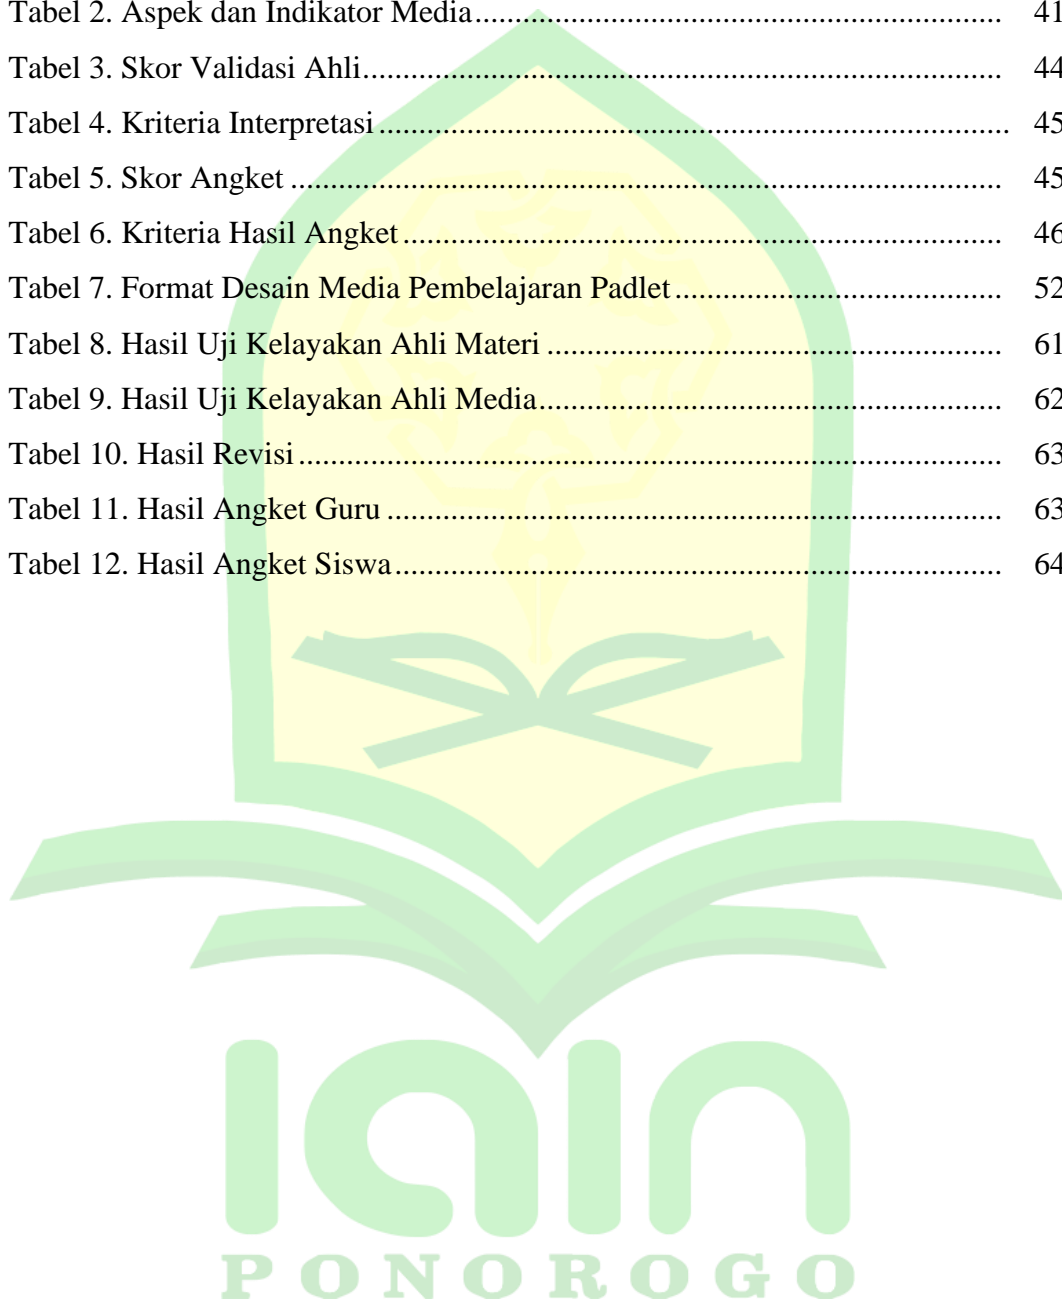 Tabel 2. Aspek dan Indikator Media.................................................................. 41
Tabel 3. Skor Validasi Ahli................................................................................ 44
Tabel 4. Kriteria Interpretasi............................................................................... 45
Tabel 5. Skor Angket ......................................................................................... 45
Tabel 6. Kriteria Hasil Angket........................................................................... 46
Tabel 7. Format Desain Media Pembelajaran Padlet......................................... 52
Tabel 8. Hasil Uji Kelayakan Ahli Materi ......................................................... 61
Tabel 9. Hasil Uji Kelayakan Ahli Media.......................................................... 62
Tabel 10. Hasil Revisi........................................................................................ 63
Tabel 11. Hasil Angket Guru ............................................................................. 63
Tabel 12. Hasil Angket Siswa............................................................................ 64
iain
PONOROGO